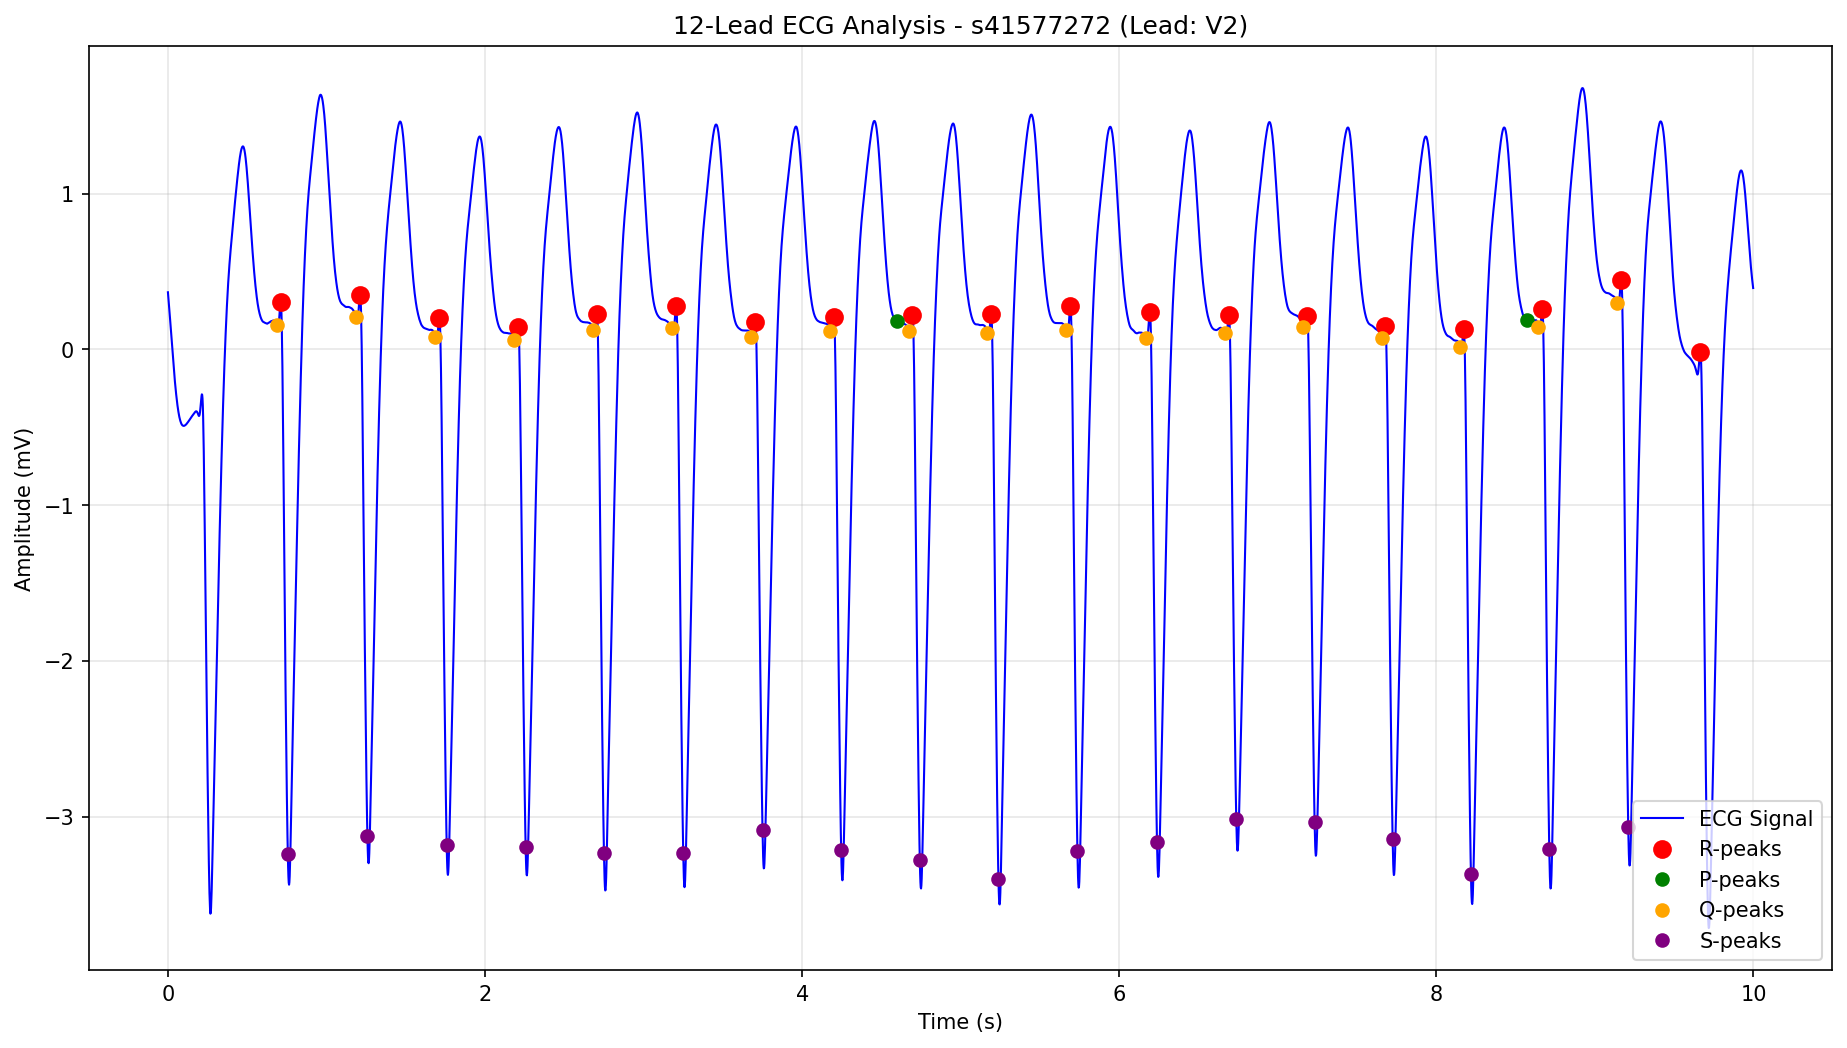 12-Lead ECG Analysis - s41577272 (Lead: V2)
Amplitude (mV)
1
0
−1
−2
−3
0
2
4
6
8
10
Time (s)
ECG Signal
R-peaks
P-peaks
Q-peaks
S-peaks